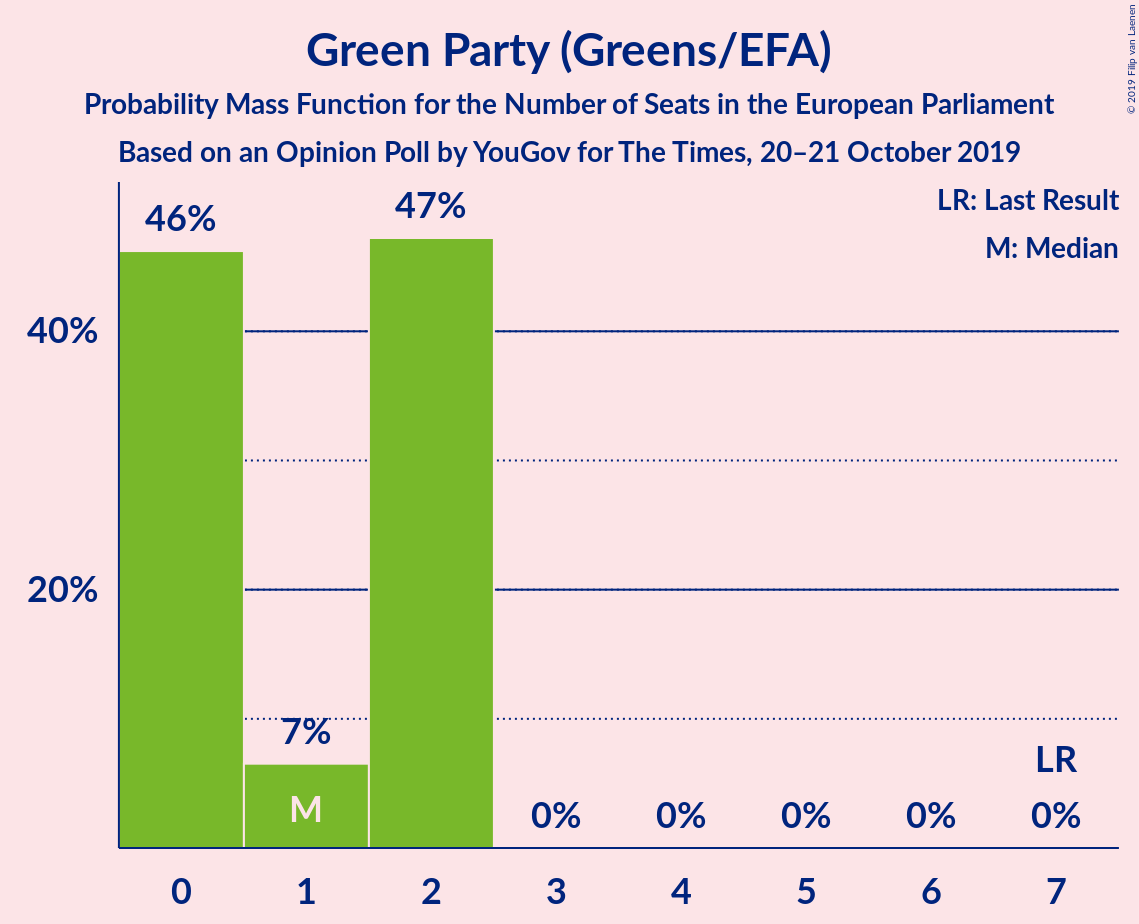 Green Party (Greens/EFA)
Probability Mass Function for the Number of Seats in the European Parliament
Based on an Opinion Poll by YouGov for The Times, 20–21 October 2019
© 2019 Filip van Laenen
LR: Last Result
M: Median
46%
47%
40%
20%
7%
M
LR
0%
0%
0%
0%
0%
0 1 2 3 4 5 6 7